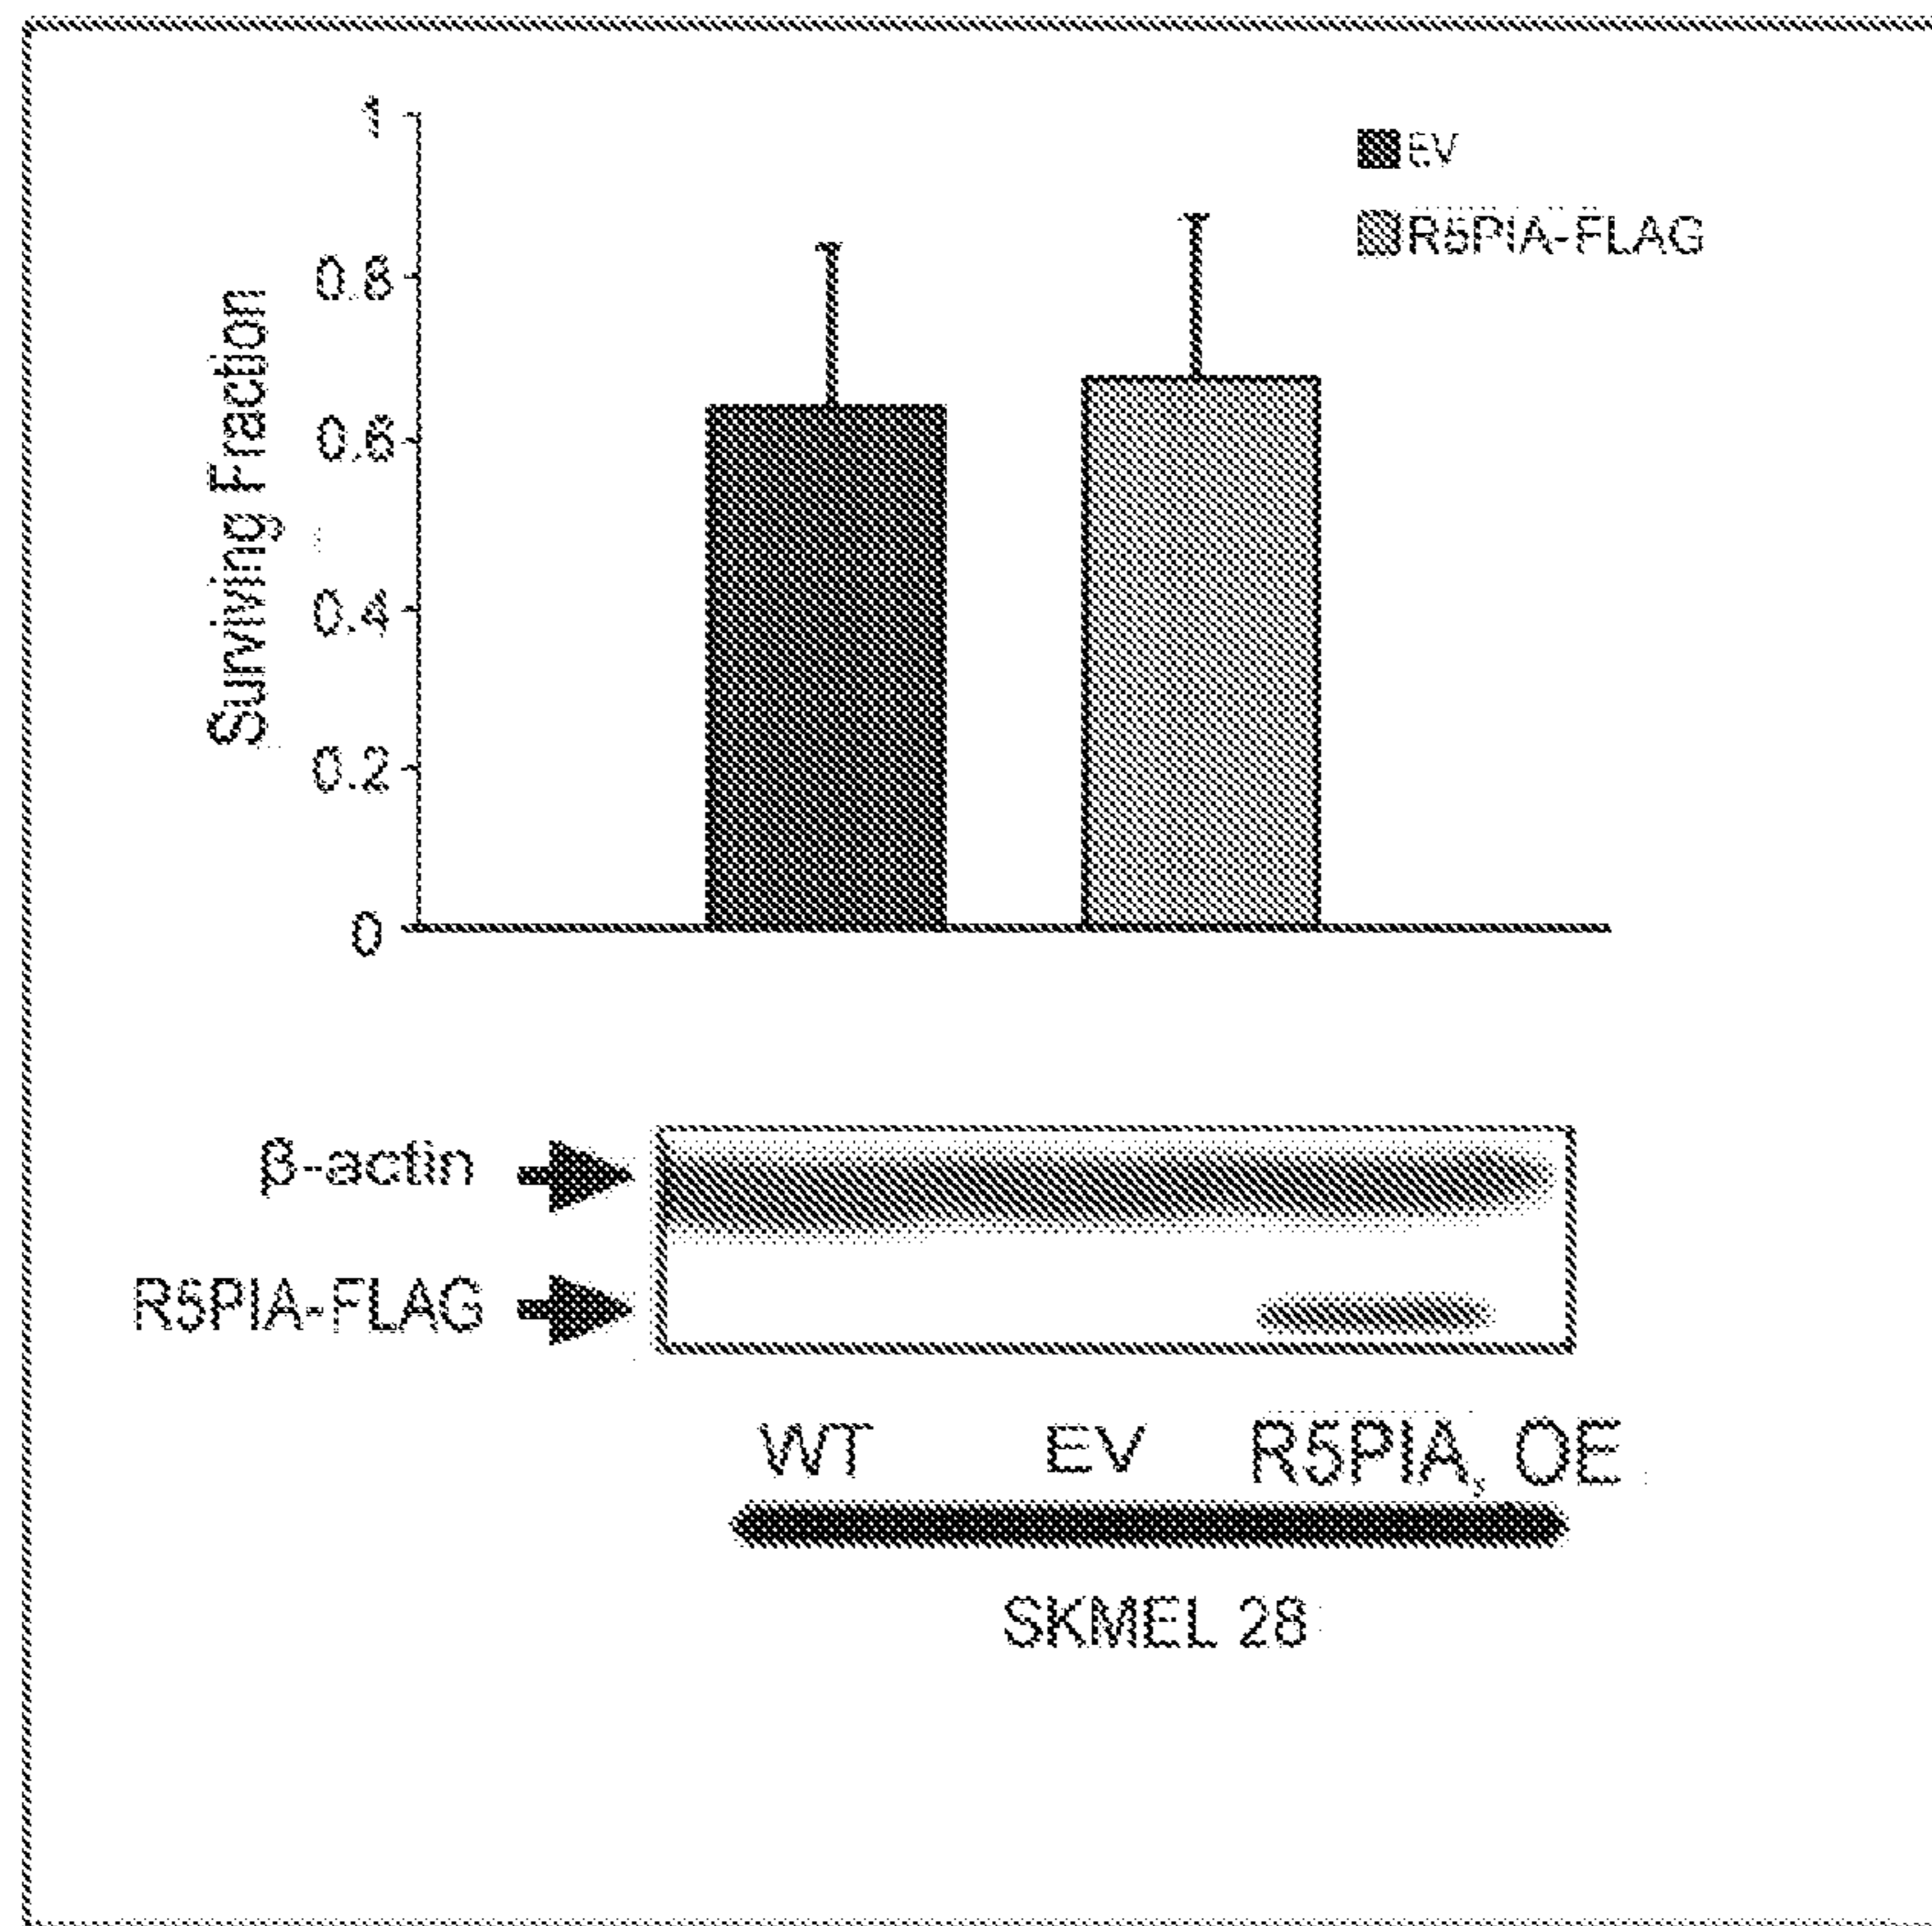 1
0.8
0.6
0.4
0.2
0
Surviving Fraction
EV
R5PIA-FLAG
β-actin
R5PIA-FLAG
WT EV R5PIA, OE
SKMEL 28